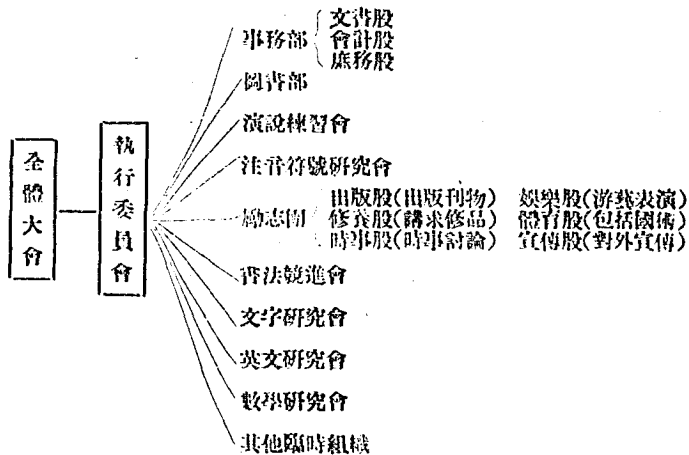 全體大會
執行委員會
事務部
文書股
會計股
庶務股
圖書部
演說練習會
注音符號研究會
勵志團
出版股(出版刊物) 娛樂股(游藝表演)
修養股(講求修品) 體育股(包括國術)
時事股(時事討論) 宣傳股(對外宣傳)
書法競進會
文字研究會
英文研究會
數學研究會
其他臨時組織